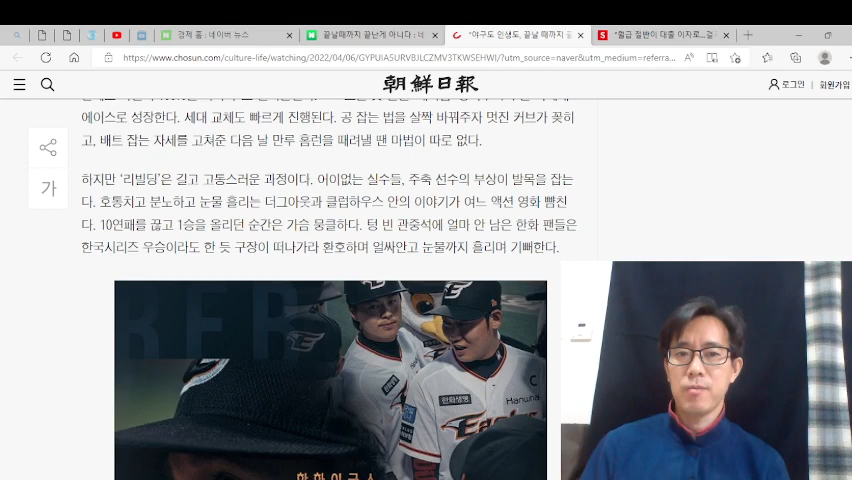 경제 홈 : 네이버 뉴스
끝날때까지 끝난게 아니다 : 네
"야구도 인생도, 끝날 때까지 끝
"월급 절반이 대출 이자로...결
https://www.chosun.com/culture-life/watching/2022/04/06/GYPUIA5URVBJLCZMV3TKWSEHWI/?utm_source=naver&utm_medium=referra...
朝鮮日報
로그인 | 회원가입
에이스로 성장한다. 세대 교체도 빠르게 진행된다. 공 잡는 법을 살짝 바꿔주자 멋진 커브가 꽂히
고, 배트 잡는 자세를 고쳐준 다음 날 만루 홈런을 때려낼 땐 마법이 따로 없다.
가
하지만 '리빌딩'은 길고 고통스러운 과정이다. 어이없는 실수들, 주축 선수의 부상이 발목을 잡는
다. 호통치고 분노하고 눈물 흘리는 더그아웃과 클럽하우스 안의 이야기가 여느 액션 영화 뺨친
다. 10연패를 끊고 1승을 올리던 순간은 가슴 뭉클하다. 텅 빈 관중석에 얼마 안 남은 한화 팬들은
한국시리즈 우승이라도 한 듯 구장이 떠나가라 환호하며 얼싸안고 눈물까지 흘리며 기뻐한다.
C
한화생명
Hanwha
Eagles
한화이글스